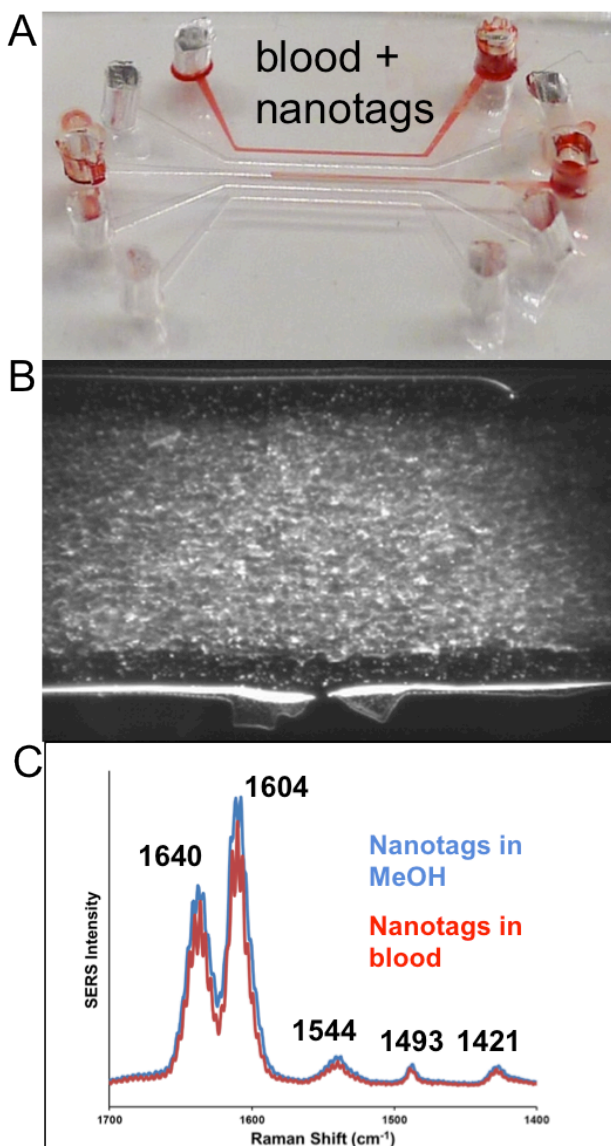 A
blood +
nanotags
B
C
1604
1640
Nanotags in
MeOH
Nanotags in
blood
SERS Intensity
1544
1493
1421
1700
1600
1500
1400
Raman Shift (cm⁻¹)